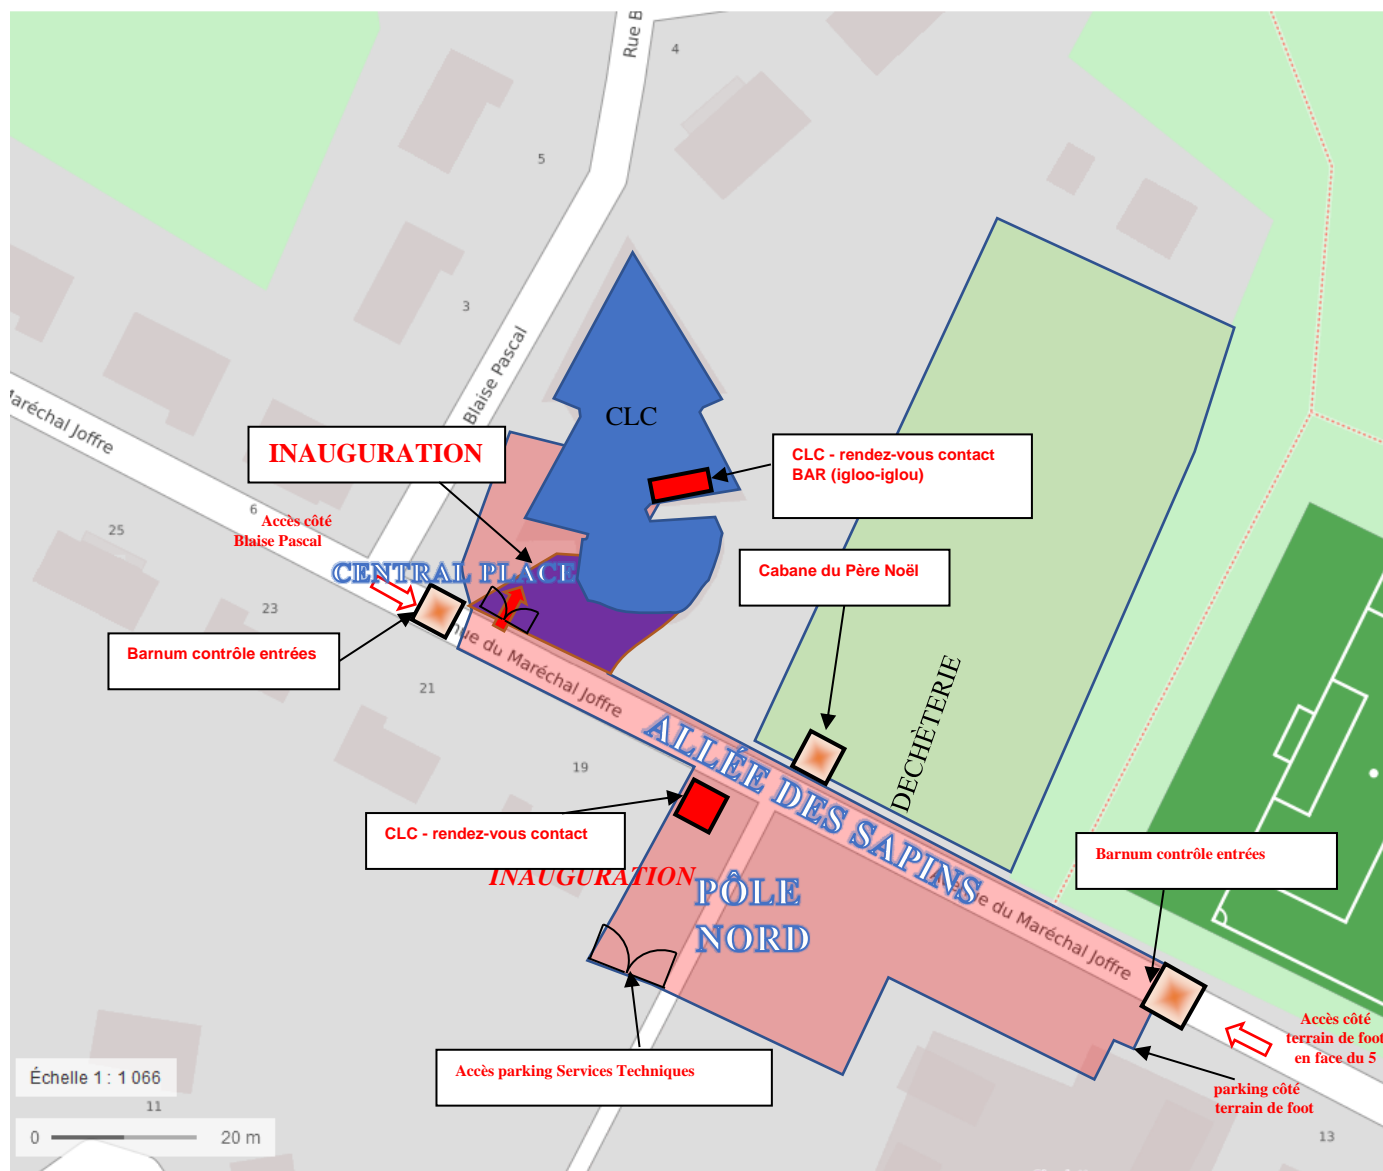 Rue B
4
5
3
Blaise Pascal
Maréchal Joffre
CLC
INAUGURATION
CLC - rendez-vous contact
BAR (igloo-iglou)
6
25
Accès côté
Blaise Pascal
CENTRAL PLACE
Cabane du Père Noël
23
Barnum contrôle entrées
nue du Maréchal Joffre
21
DECHÈTERIE
ALLÉE DES SAPINS
19
CLC - rendez-vous contact
Barnum contrôle entrées
INAUGURATION
PÔLE
NORD
Avenue du Maréchal Joffre
Accès côté
terrain de foot
en face du 5
Accès parking Services Techniques
parking côté
terrain de foot
Échelle 1 : 1 066
11
0 20 m
13